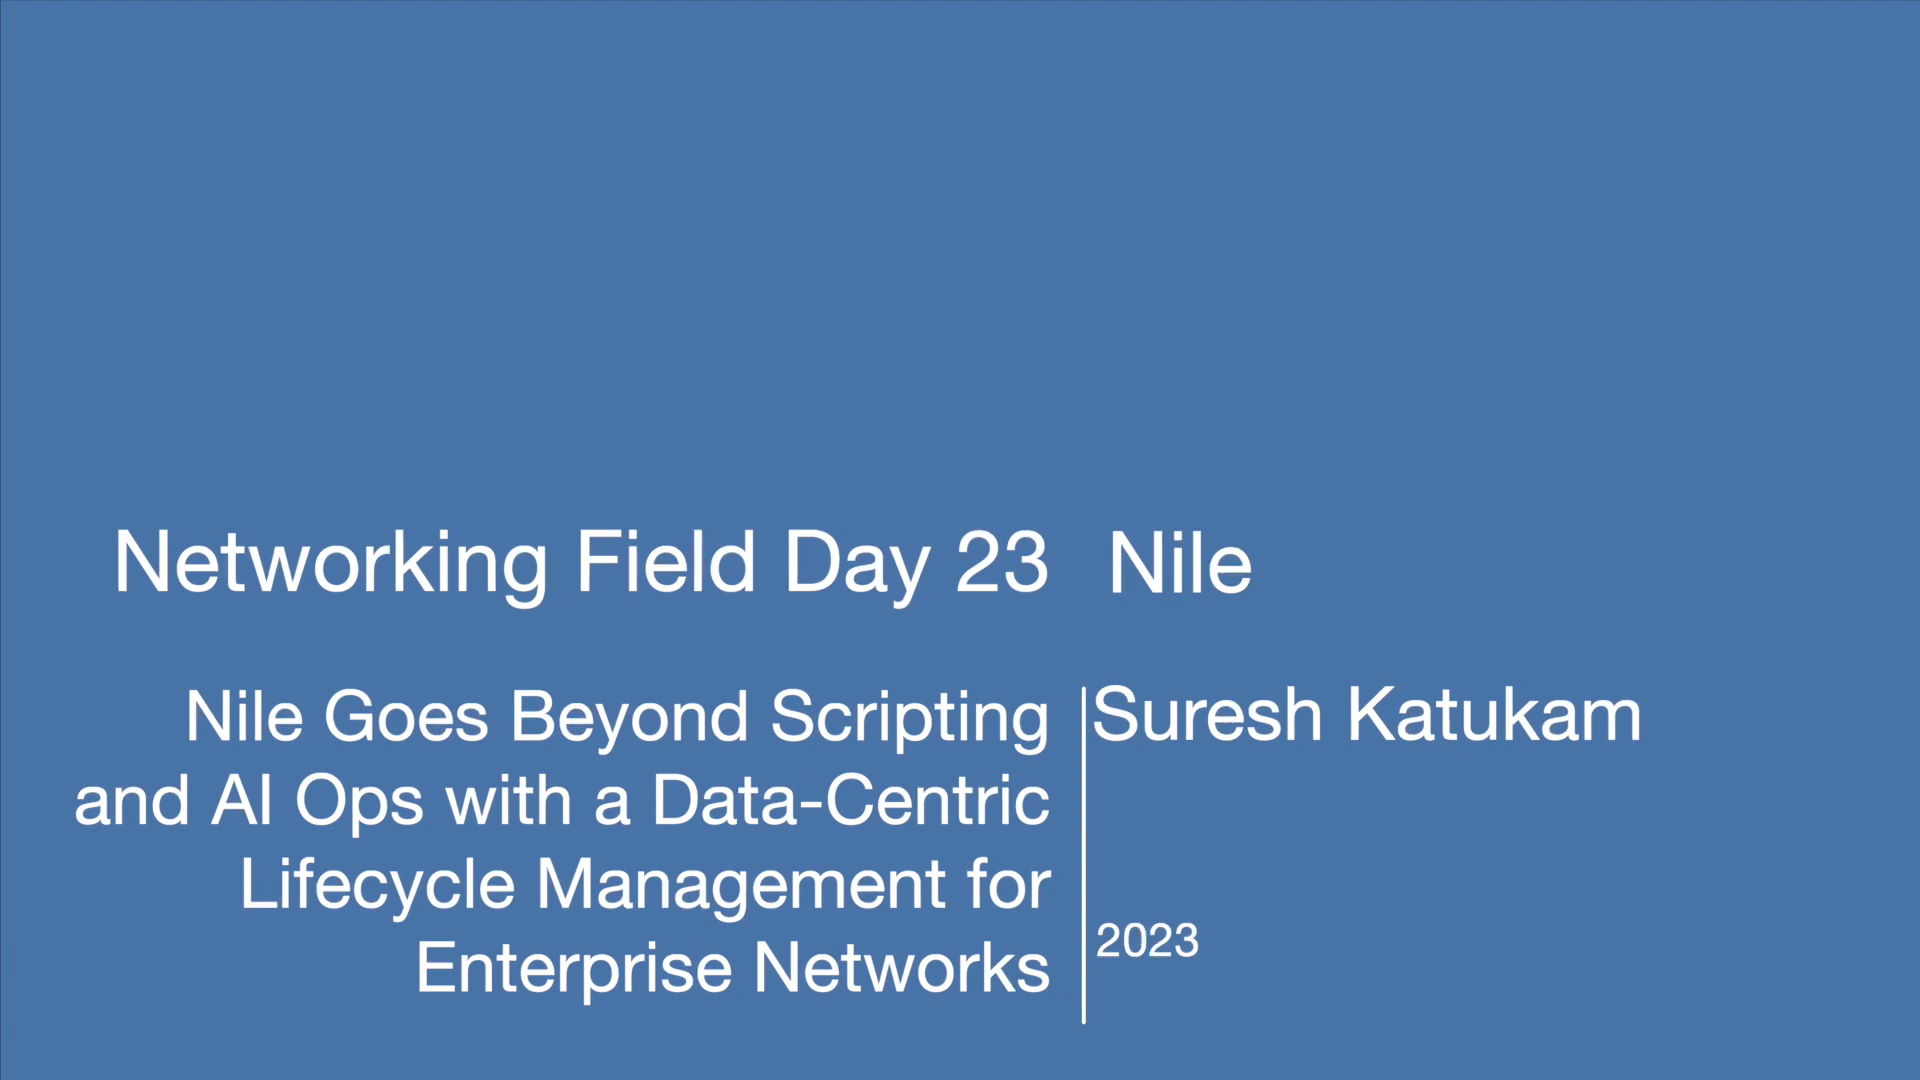 Networking Field Day 23
Nile
Nile Goes Beyond Scripting
and AI Ops with a Data-Centric
Lifecycle Management for
Enterprise Networks
Suresh Katukam
2023